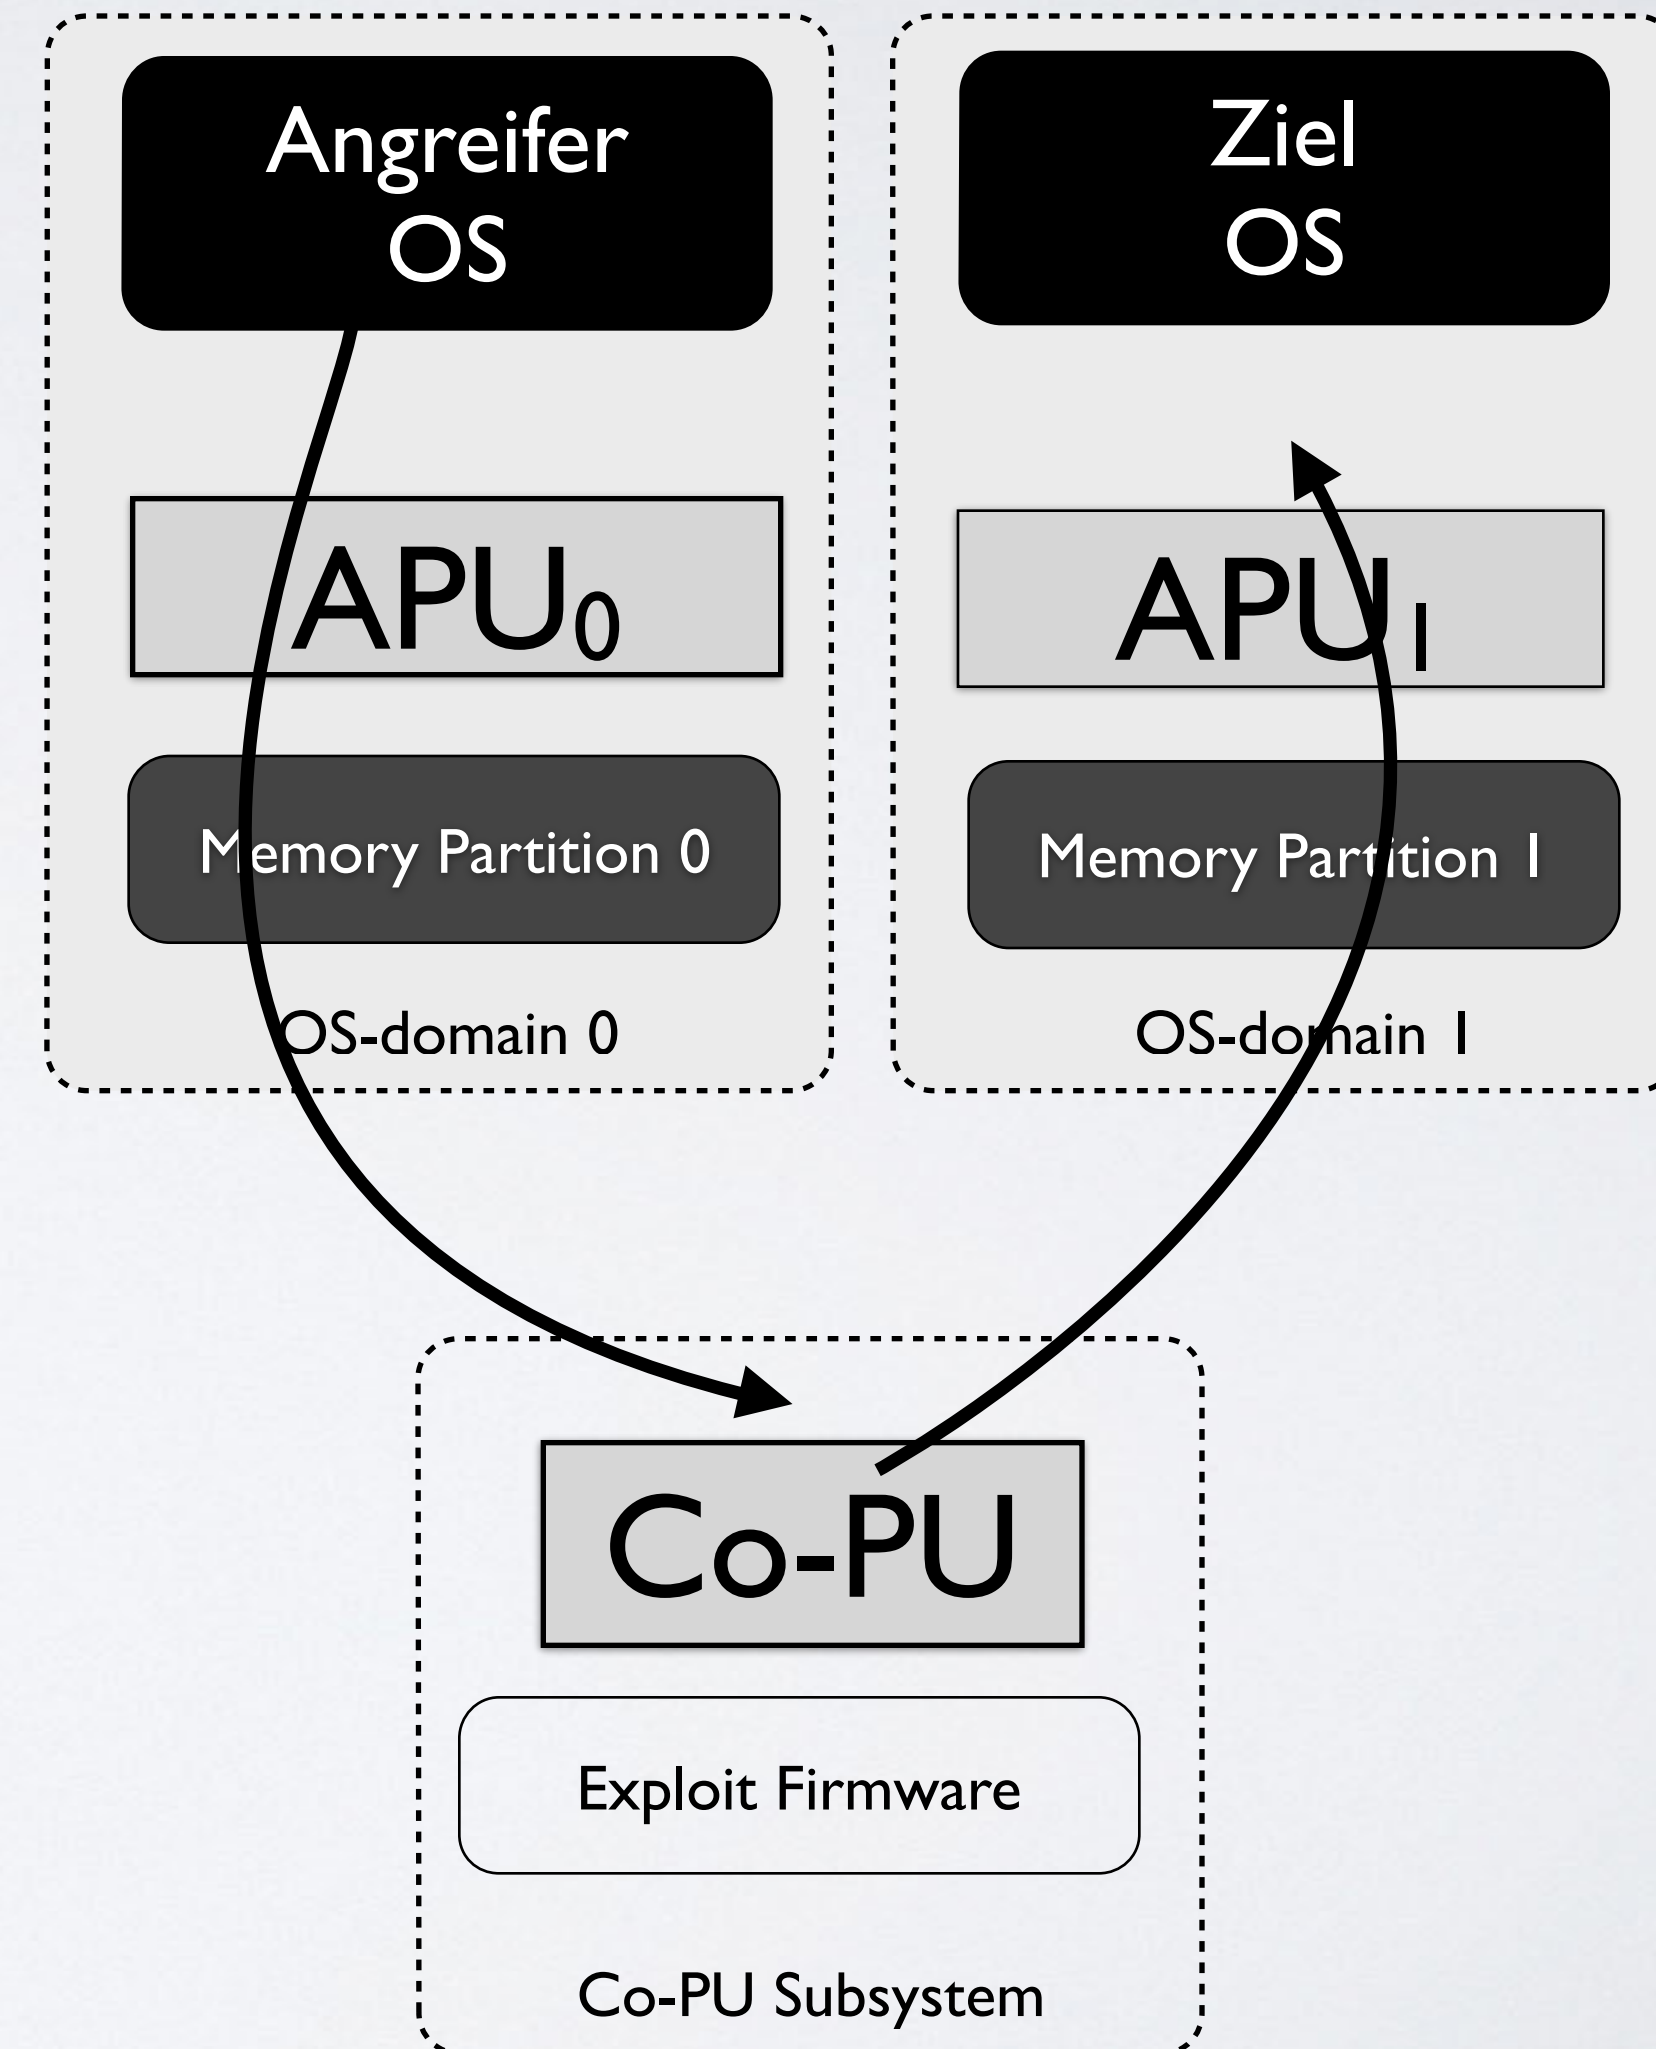 Angreifer
OS
APU0
Memory Partition 0
OS-domain 0
Ziel
OS
APU1
Memory Partition 1
OS-domain 1
Co-PU
Exploit Firmware
Co-PU Subsystem